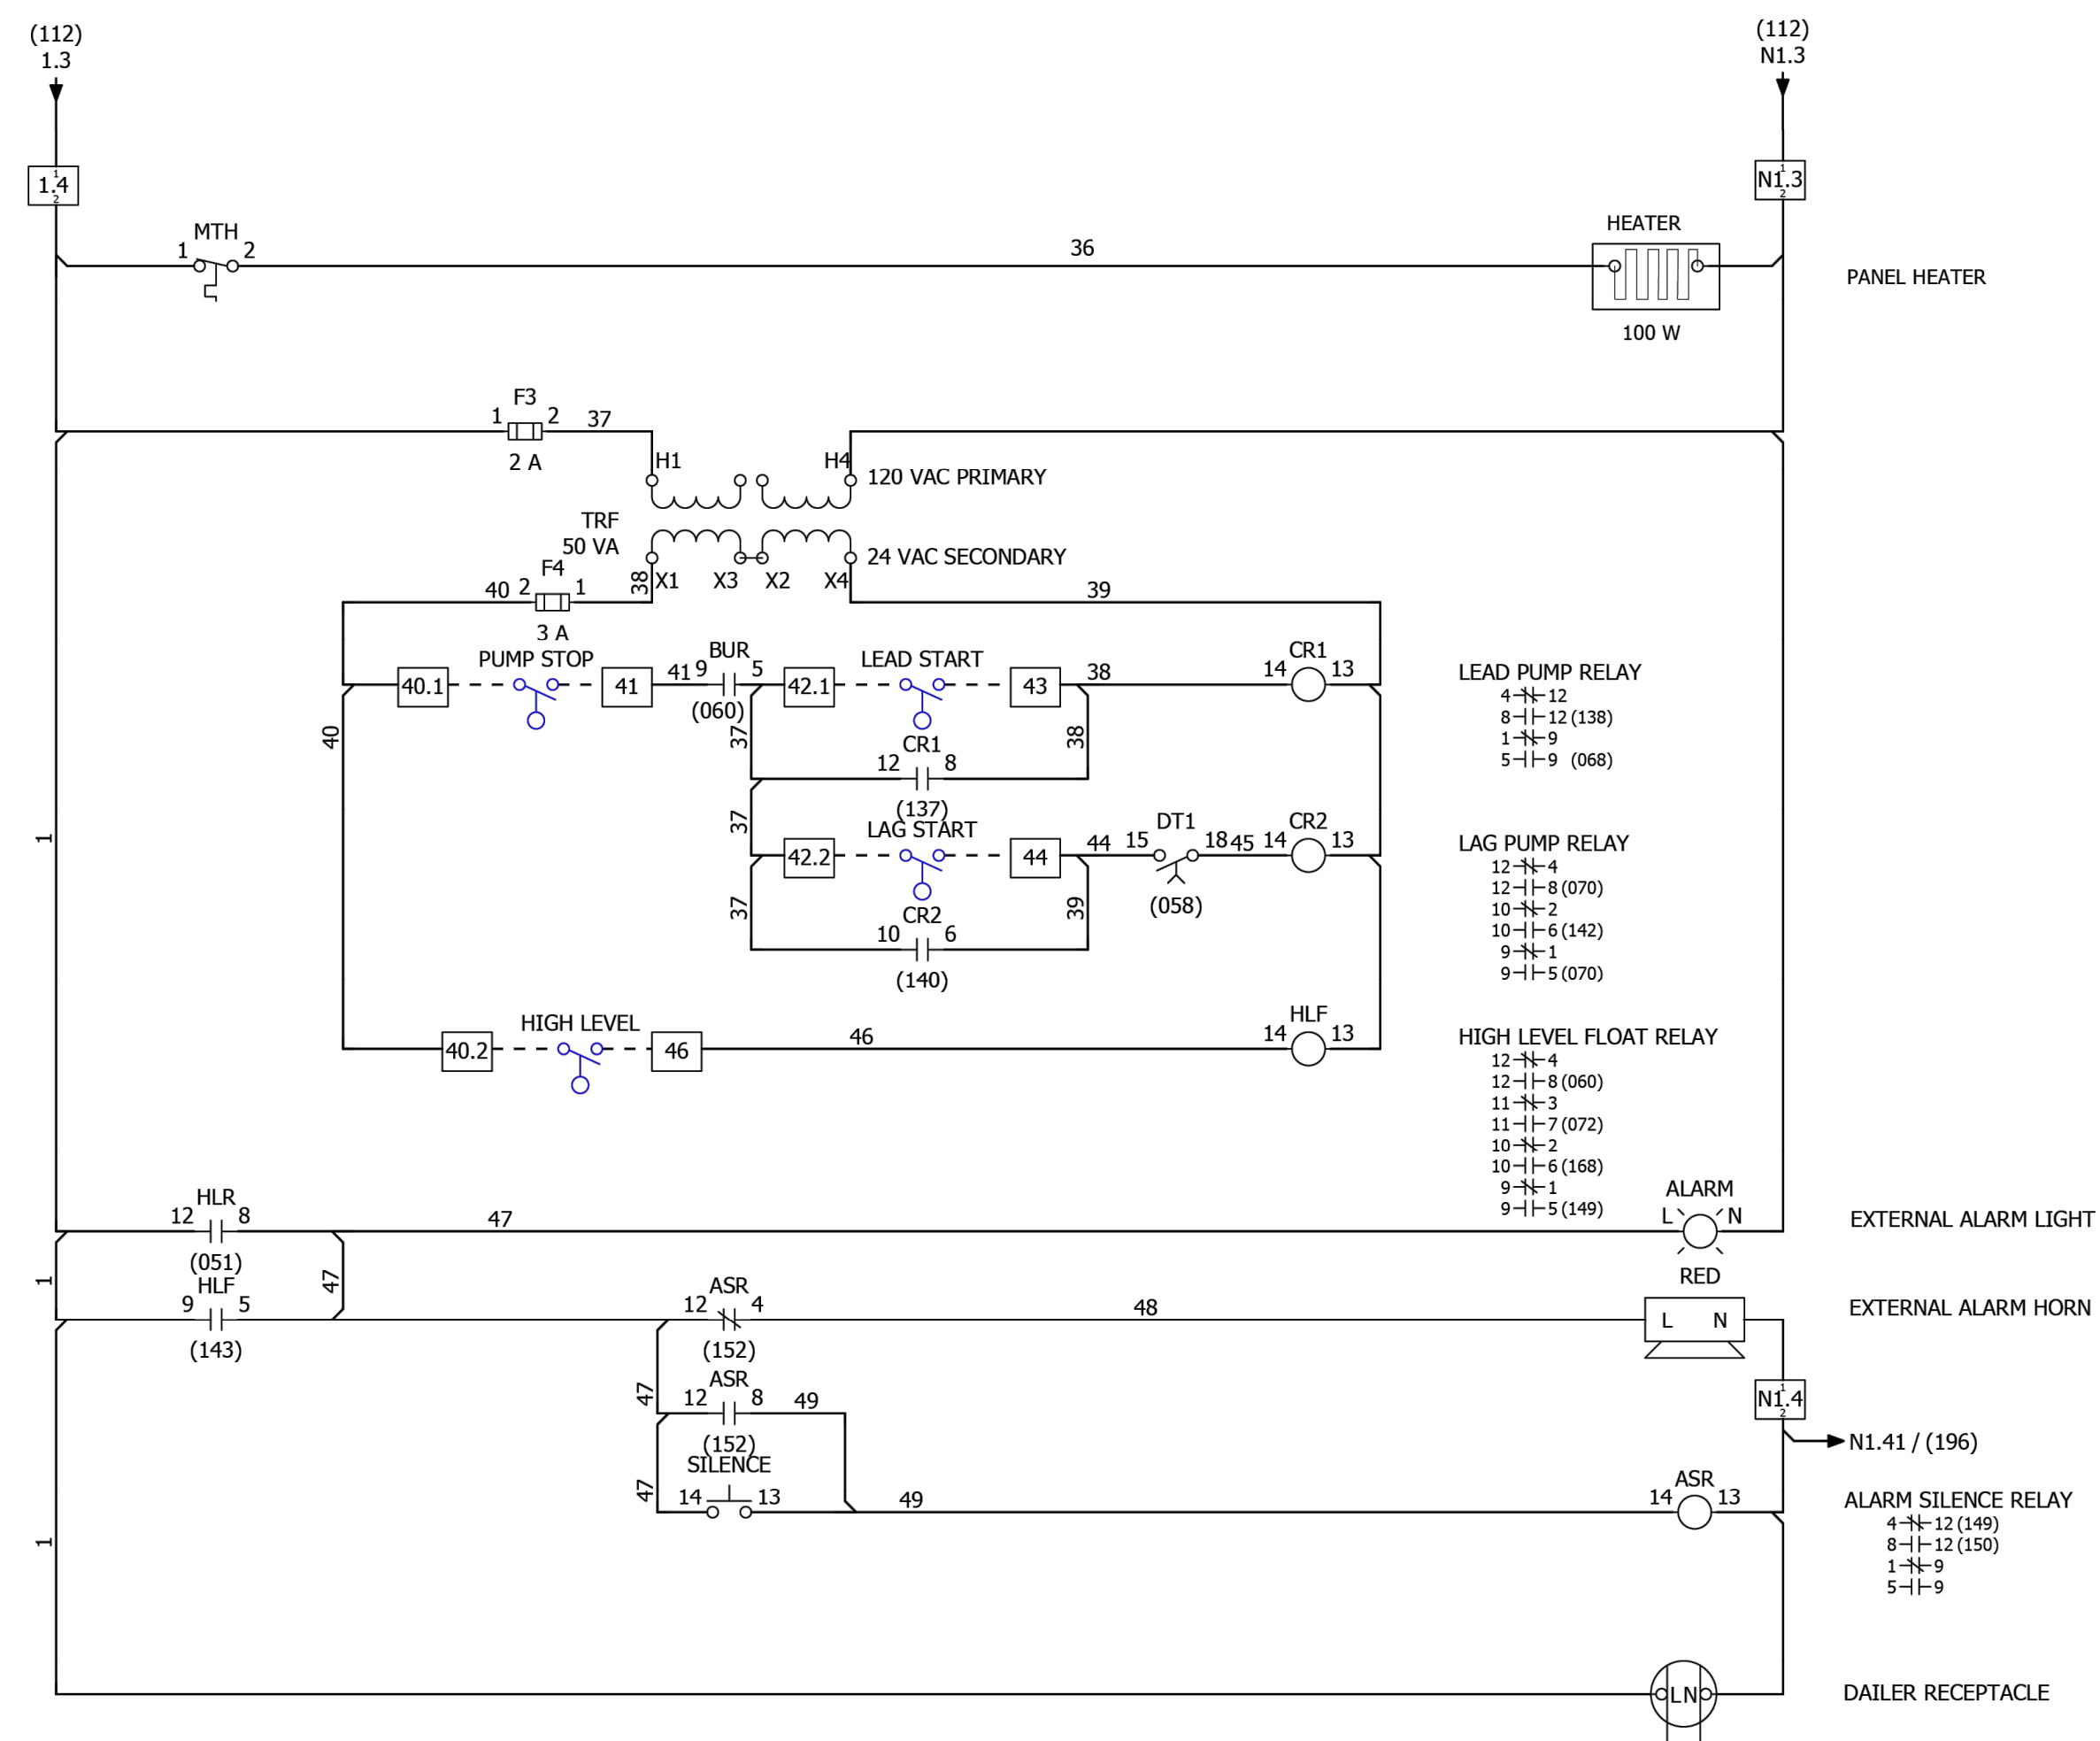 (112)
1.3
(112)
N1.3
1
1.4
2
1
N1.3
2
MTH
1 2
36
HEATER
100 W
PANEL HEATER
F3
1 2 37
2 A
H1 H4
120 VAC PRIMARY
TRF
50 VA
24 VAC SECONDARY
X1 X3 X2 X4
38
F4
40 2 1
3 A
39
PUMP STOP
40.1 41
41 9 BUR 5
(060)
42.1 LEAD START 43
38
14 CR1 13
LEAD PUMP RELAY
4 12
8 12 (138)
1 9
5 9 (068)
40
37
38
CR1
12 8
(137)
37
LAG START
42.2 44
44 15 DT1 18 45
(058)
14 CR2 13
LAG PUMP RELAY
12 4
12 8 (070)
10 2
10 6 (142)
9 1
9 5 (070)
1
37
39
CR2
10 6
(140)
HIGH LEVEL
40.2 46
46
14 HLF 13
HIGH LEVEL FLOAT RELAY
12 4
12 8 (060)
11 3
11 7 (072)
10 2
10 6 (168)
9 1
9 5 (149)
HLR
12 8
(051)
47
ALARM
L N
RED
EXTERNAL ALARM LIGHT
1
47
HLF
9 5
(143)
ASR
12 4
(152)
48
L N
EXTERNAL ALARM HORN
47
ASR
12 8
(152)
49
1
N1.4
2
N1.41 / (196)
47
SILENCE
14 13
49
ASR
14 13
ALARM SILENCE RELAY
4 12 (149)
8 12 (150)
1 9
5 9
1
LN
DAILER RECEPTACLE